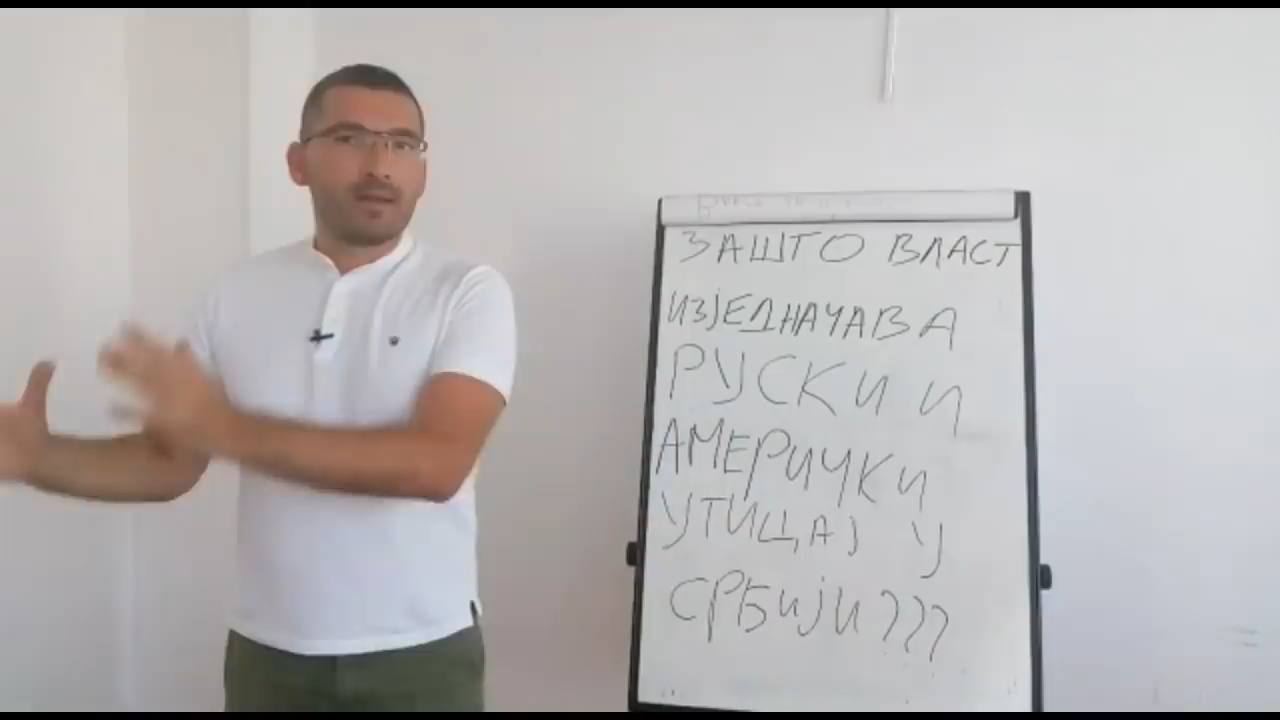 ЗАШТО ВЛАСТ
ИЗЈЕДНАЧАВА
РУСКИ И
АМЕРИЧКИ
УТИЦАЈ У
СРБИЈИ???